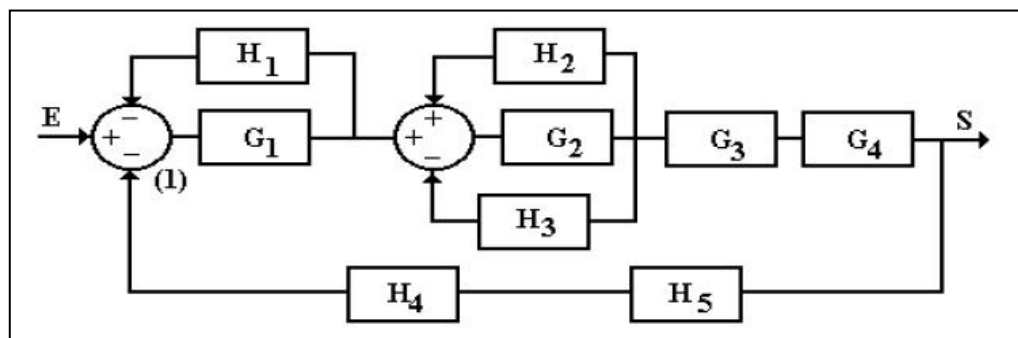 H1
H2
E
+
−
−
G1
+
+
−
G2
G3
G4
S
(1)
H3
H4
H5